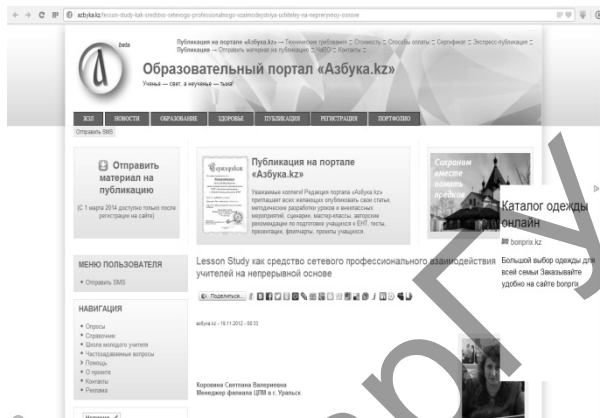 azbyka.kz/lesson-study-kak-sredstvo-setevogo-professionalnogo-vzaimodeystviya-uchiteley-na-nepreryvnoy-osnove
Публикация на портале «Азбука.kz» → Технические требования :: Стоимость :: Способы оплаты :: Сертификат :: Экспресс-публикация ::
Публикация → Отправить материал на публикацию :: ЧаВО :: Контакты ::
beta
Образовательный портал «Азбука.kz»
Ученье — свет, а неученье — тьма!
ЗОЖ НОВОСТИ ОБРАЗОВАНИЕ ЗДОРОВЬЕ ПУБЛИКАЦИЯ РЕГИСТРАЦИЯ ПОРТФОЛИО
Отправить SMS
Отправить
материал на
публикацию
(С 1 марта 2014 доступно только после
регистрации на сайте)
Сертификат
Публикация на портале
«Азбука.kz»
Уважаемые коллеги! Редакция портала «Азбука.kz»
приглашает всех желающих опубликовать свои статьи,
методические разработки уроков и внеклассных
мероприятий, сценарии, мастер-классы, авторские
рекомендации по подготовке учащихся к ЕНТ, тесты,
презентации, флипчарты, проекты учащихся.
Сохраним
вместе
память
предков
Каталог одежды
онлайн
bonprix.kz
Большой выбор одежды для
всей семьи Заказывайте
удобно на сайте bonprix
МЕНЮ ПОЛЬЗОВАТЕЛЯ
Отправить SMS
НАВИГАЦИЯ
Опросы
Справочник
Школа молодого учителя
Частозадаваемые вопросы
Помощь
О проекте
Контакты
Реклама
Lesson Study как средство сетевого профессионального взаимодействия
учителей на непрерывной основе
Поделиться…
azbyka.kz - 19.11.2012 - 00:33
Коровина Светлана Валериевна
Менеджер филиала ЦПМ в г. Уральск